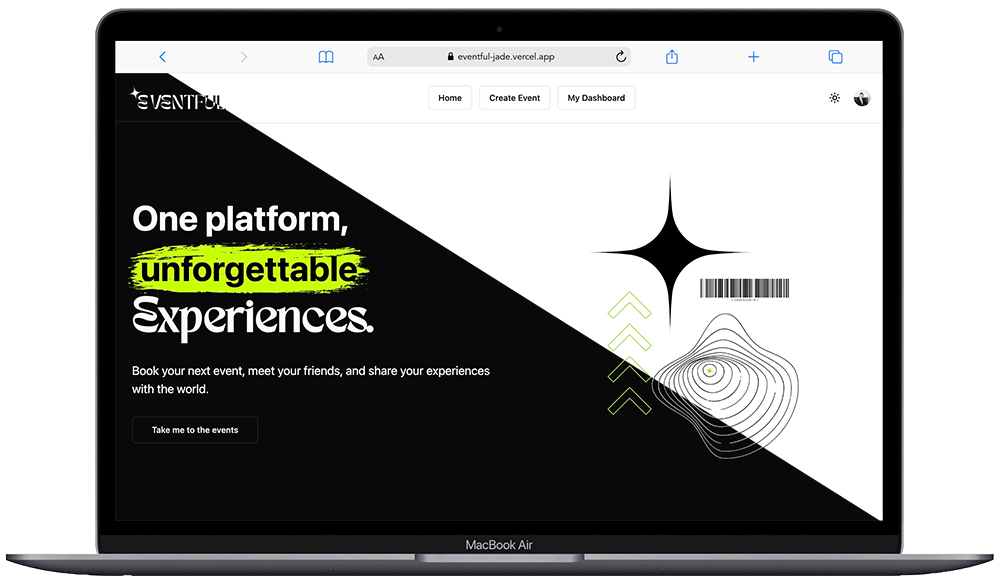 AA
eventful-jade.vercel.app
EVENTFUL
Home
Create Event
My Dashboard
One platform,
unforgettable
Experiences.
Book your next event, meet your friends, and share your experiences
with the world.
Take me to the events
MacBook Air